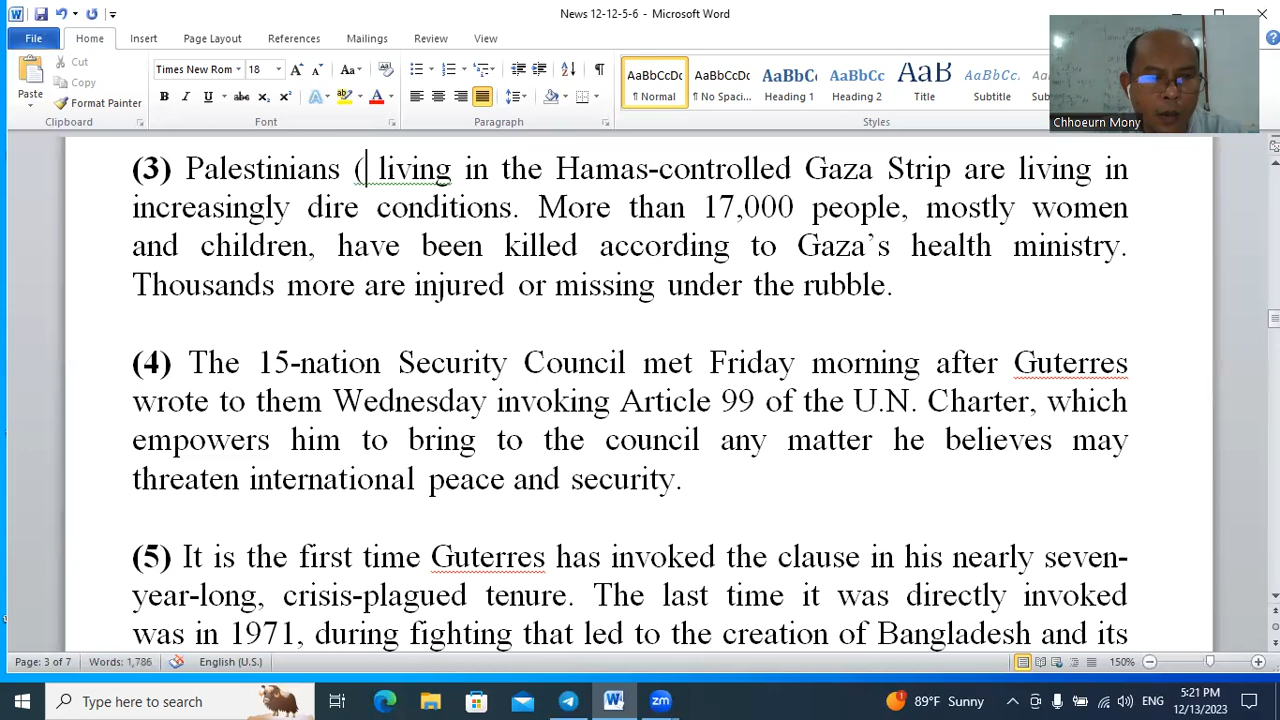 News 12-12-5-6 - Microsoft Word
File Home Insert Page Layout References Mailings Review View
Paste
Cut
Copy
Format Painter
Clipboard
Times New Rom 18
Font
Paragraph
AaBbCcDc AaBbCcDc AaBbC AaBbCc AaB AaBbCc
¶ Normal ¶ No Spaci... Heading 1 Heading 2 Title Subtitle
Styles
Chhoeurn Mony
(3) Palestinians ( living in the Hamas-controlled Gaza Strip are living in
increasingly dire conditions. More than 17,000 people, mostly women
and children, have been killed according to Gaza’s health ministry.
Thousands more are injured or missing under the rubble.
(4) The 15-nation Security Council met Friday morning after Guterres
wrote to them Wednesday invoking Article 99 of the U.N. Charter, which
empowers him to bring to the council any matter he believes may
threaten international peace and security.
(5) It is the first time Guterres has invoked the clause in his nearly seven-
year-long, crisis-plagued tenure. The last time it was directly invoked
was in 1971, during fighting that led to the creation of Bangladesh and its
Page: 3 of 7 Words: 1,786 English (U.S.) 150%
Type here to search
89°F Sunny
ENG
5:21 PM
12/13/2023